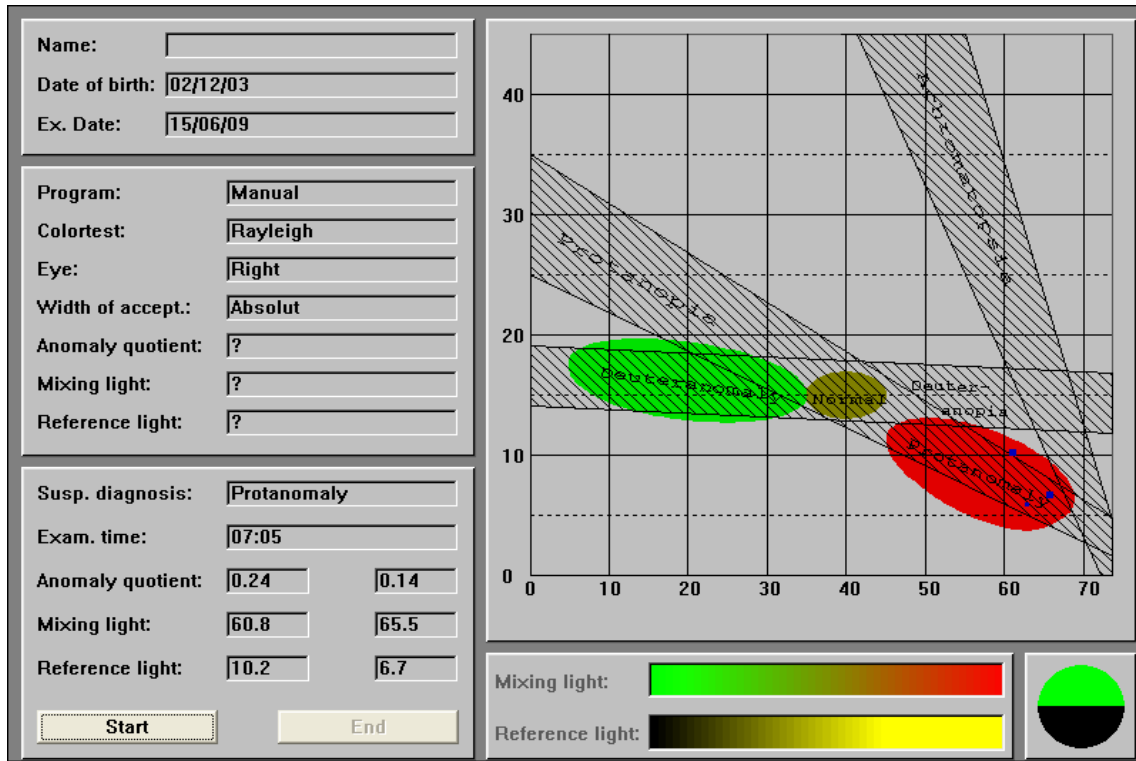 Name:
Date of birth: 02/12/03
Ex. Date: 15/06/09
Program: Manual
Colortest: Rayleigh
Eye: Right
Width of accept.: Absolut
Anomaly quotient: ?
Mixing light: ?
Reference light: ?
Susp. diagnosis: Protanomaly
Exam. time: 07:05
Anomaly quotient: 0.24 0.14
Mixing light: 60.8 65.5
Reference light: 10.2 6.7
Start End
40
30
20
10
0
0 10 20 30 40 50 60 70
Achromatopsie
Protanopia
Deuteranomaly
Normal
Deuter-
anopia
Protanomaly
Mixing light:
Reference light: